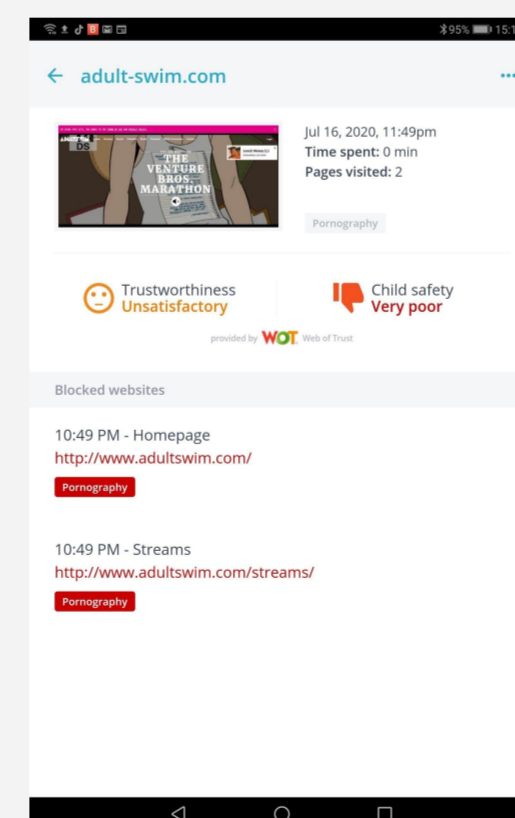 95% 15:1
adult-swim.com
THE
VENTURE
BROS.
MARATHON
Jul 16, 2020, 11:49pm
Time spent: 0 min
Pages visited: 2
Pornography
Trustworthiness
Unsatisfactory
Child safety
Very poor
provided by WOT Web of Trust
Blocked websites
10:49 PM - Homepage
http://www.adultswim.com/
Pornography
10:49 PM - Streams
http://www.adultswim.com/streams/
Pornography